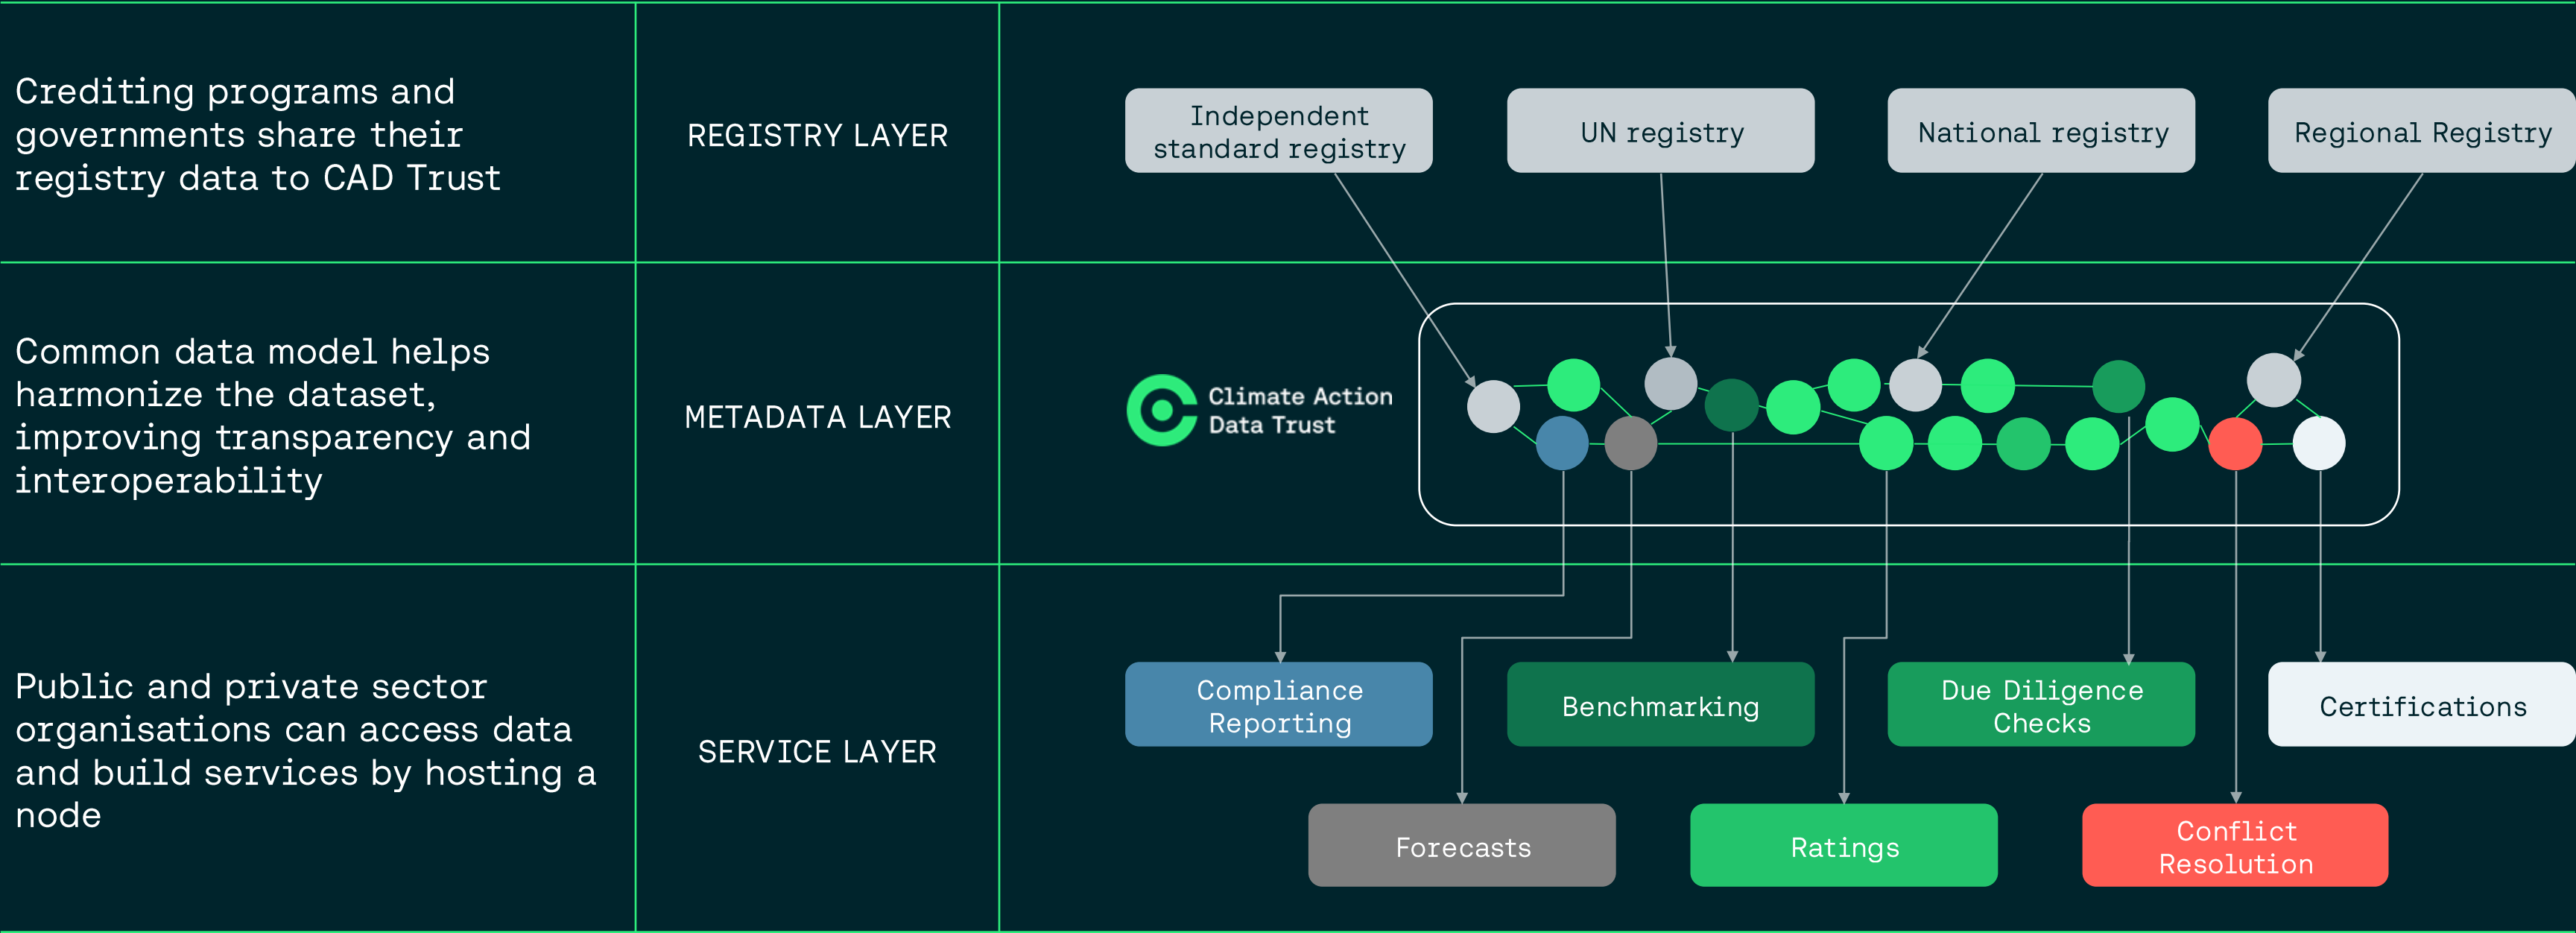 Crediting programs and
governments share their
registry data to CAD Trust
REGISTRY LAYER
Independent
standard registry
UN registry
National registry
Regional Registry
Common data model helps
harmonize the dataset,
improving transparency and
interoperability
METADATA LAYER
Climate Action
Data Trust
Public and private sector
organisations can access data
and build services by hosting a
node
SERVICE LAYER
Compliance
Reporting
Benchmarking
Due Diligence
Checks
Certifications
Forecasts
Ratings
Conflict
Resolution